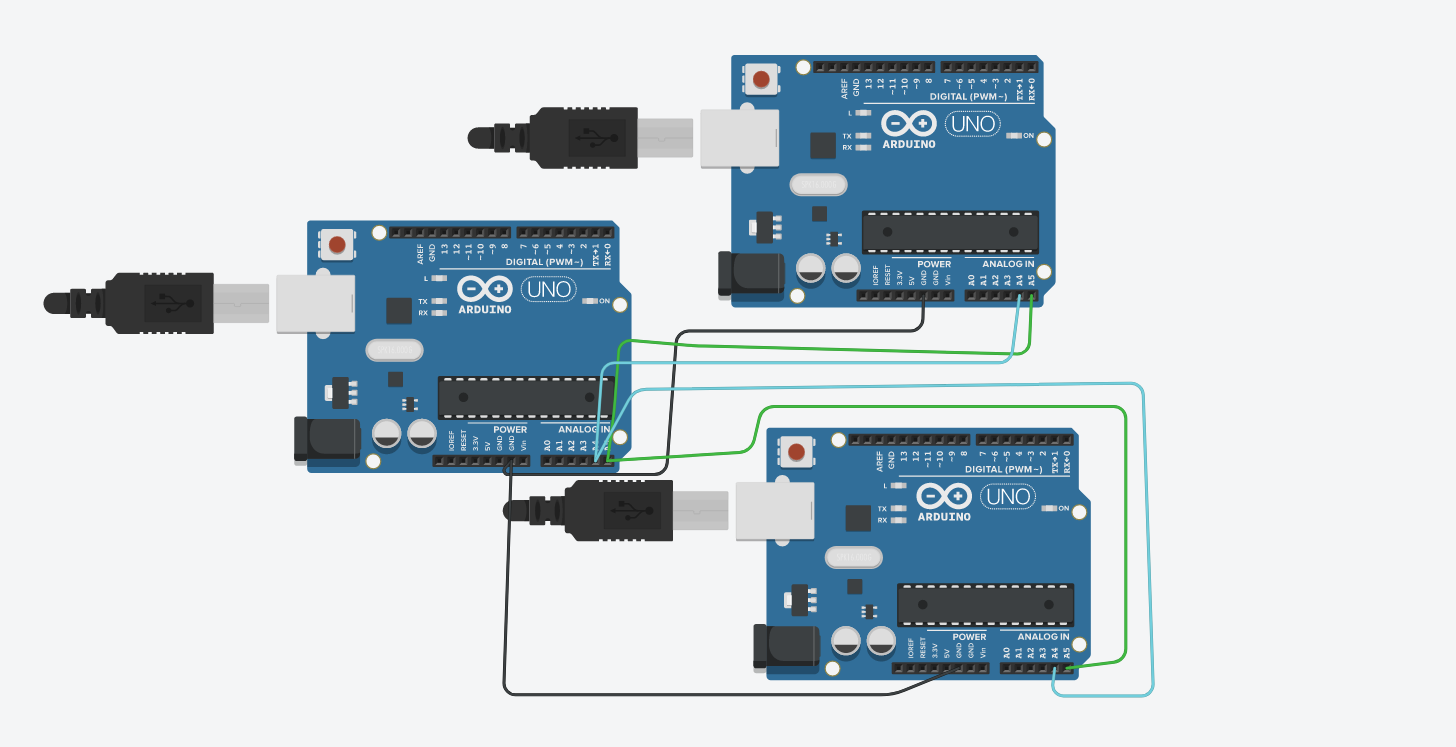 AREF
GND
13
12
~11
~10
~9
8
7
~6
~5
4
~3
2
TX→1
RX←0
DIGITAL (PWM~)
L
TX
RX
ARDUINO
UNO
ON
POWER
ANALOG IN
IOREF
RESET
3.3V
5V
GND
GND
Vin
A0
A1
A2
A3
A4
A5
AREF
GND
13
12
~11
~10
~9
8
7
~6
~5
4
~3
2
TX→1
RX←0
DIGITAL (PWM~)
L
TX
RX
ARDUINO
UNO
ON
POWER
ANALOG IN
IOREF
RESET
3.3V
5V
GND
GND
Vin
A0
A1
A2
A3
AREF
GND
13
12
~11
~10
~9
8
7
~6
~5
4
~3
2
TX→1
RX←0
DIGITAL (PWM~)
L
TX
RX
ARDUINO
UNO
ON
POWER
ANALOG IN
IOREF
RESET
3.3V
5V
GND
GND
Vin
A0
A1
A2
A3
A4
A5